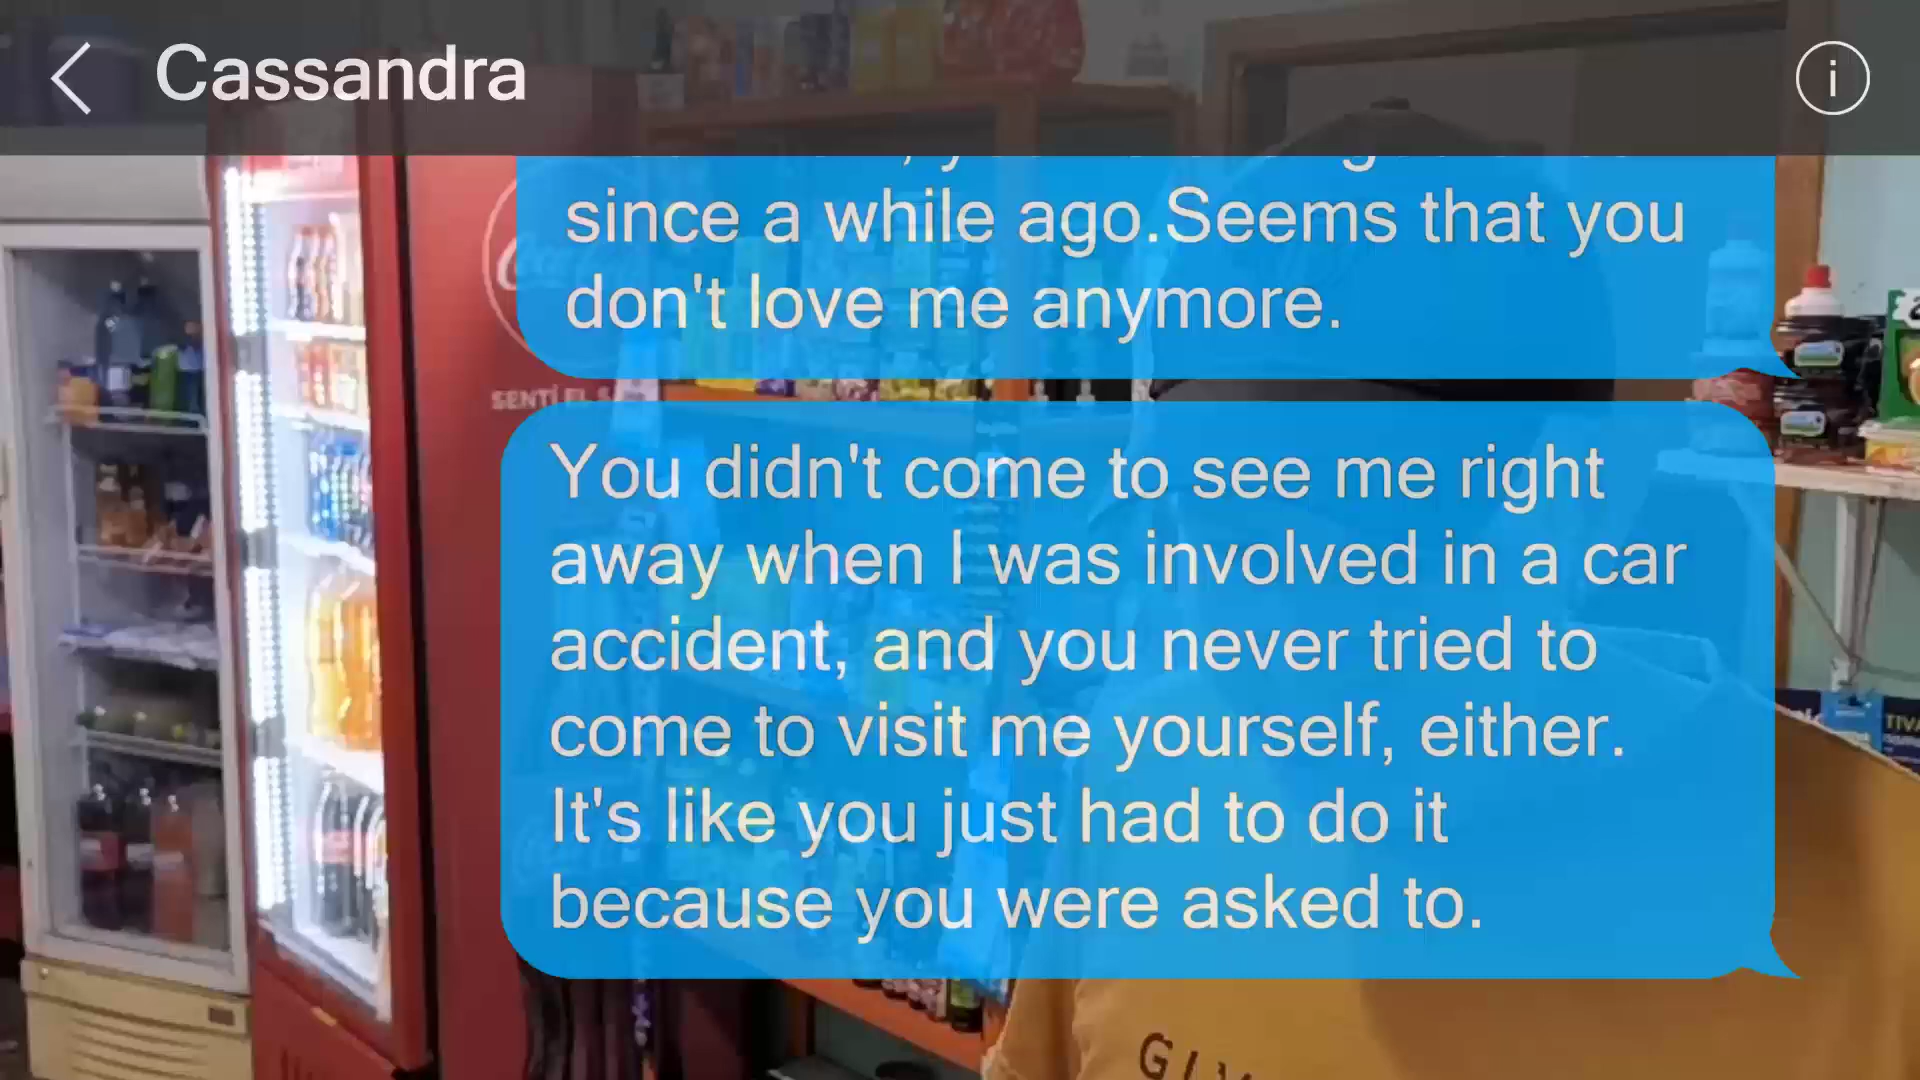 Cassandra
since a while ago.Seems that you
don't love me anymore.
You didn't come to see me right
away when I was involved in a car
accident, and you never tried to
come to visit me yourself, either.
It's like you just had to do it
because you were asked to.
SENTÍ EL